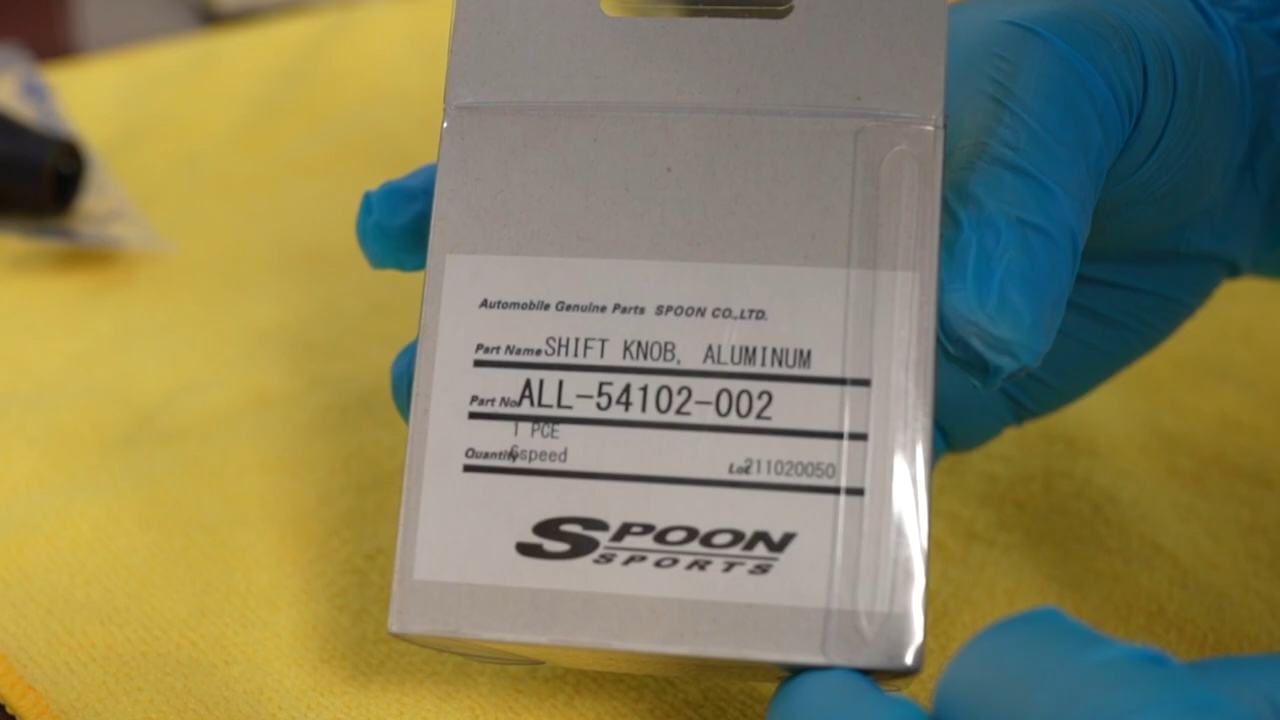 Automobile Genuine Parts SPOON CO.,LTD.
Part Name SHIFT KNOB, ALUMINUM
Part No. ALL-54102-002
1 PCE
Quantity 6speed Lot 211020050
SPOON
SPORTS